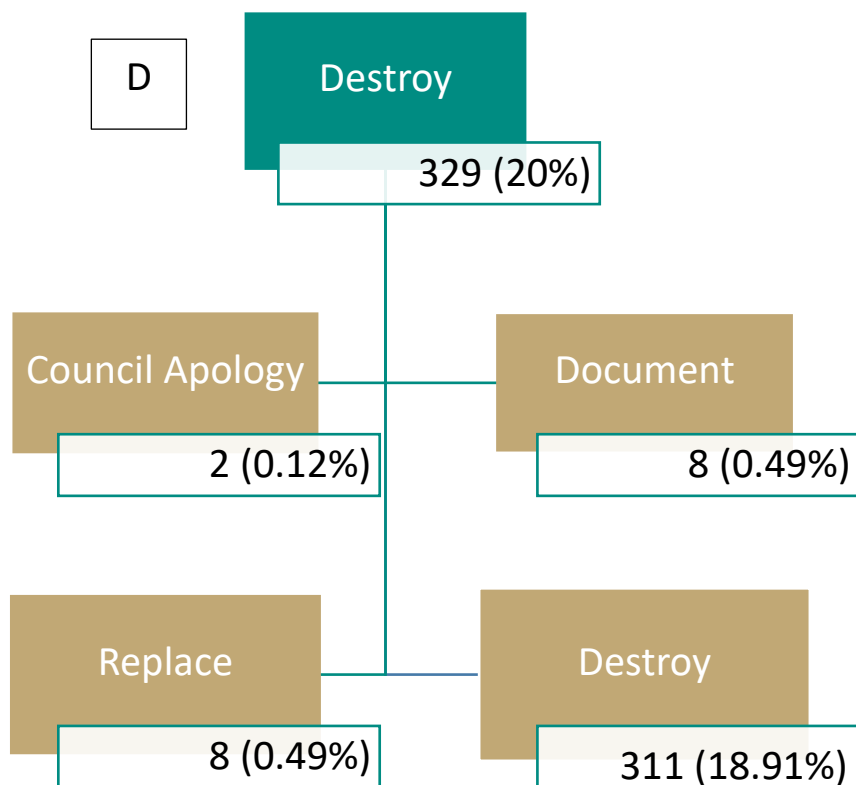 D
Destroy
329 (20%)
Council Apology
2 (0.12%)
Document
8 (0.49%)
Replace
8 (0.49%)
Destroy
311 (18.91%)